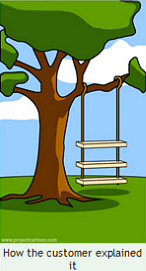 www.projectcartoon.com
How the customer explained
it